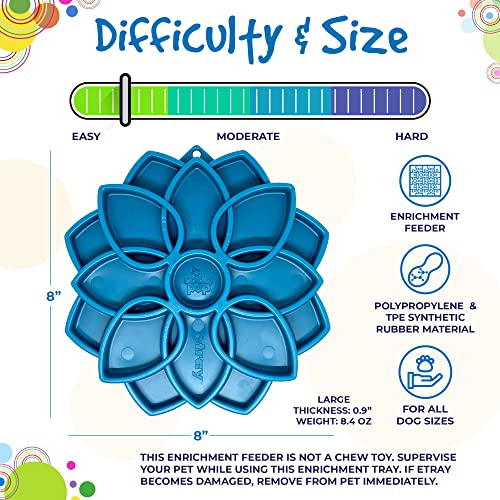 Difficulty & Size
EASY
MODERATE
HARD
ENRICHMENT
FEEDER
8"
POLYPROPYLENE &
TPE SYNTHETIC
RUBBER MATERIAL
LARGE
THICKNESS: 0.9"
WEIGHT: 8.4 OZ
FOR ALL
DOG SIZES
8"
THIS ENRICHMENT FEEDER IS NOT A CHEW TOY. SUPERVISE
YOUR PET WHILE USING THIS ENRICHMENT TRAY. IF ETRAY
BECOMES DAMAGED, REMOVE FROM PET IMMEDIATELY.